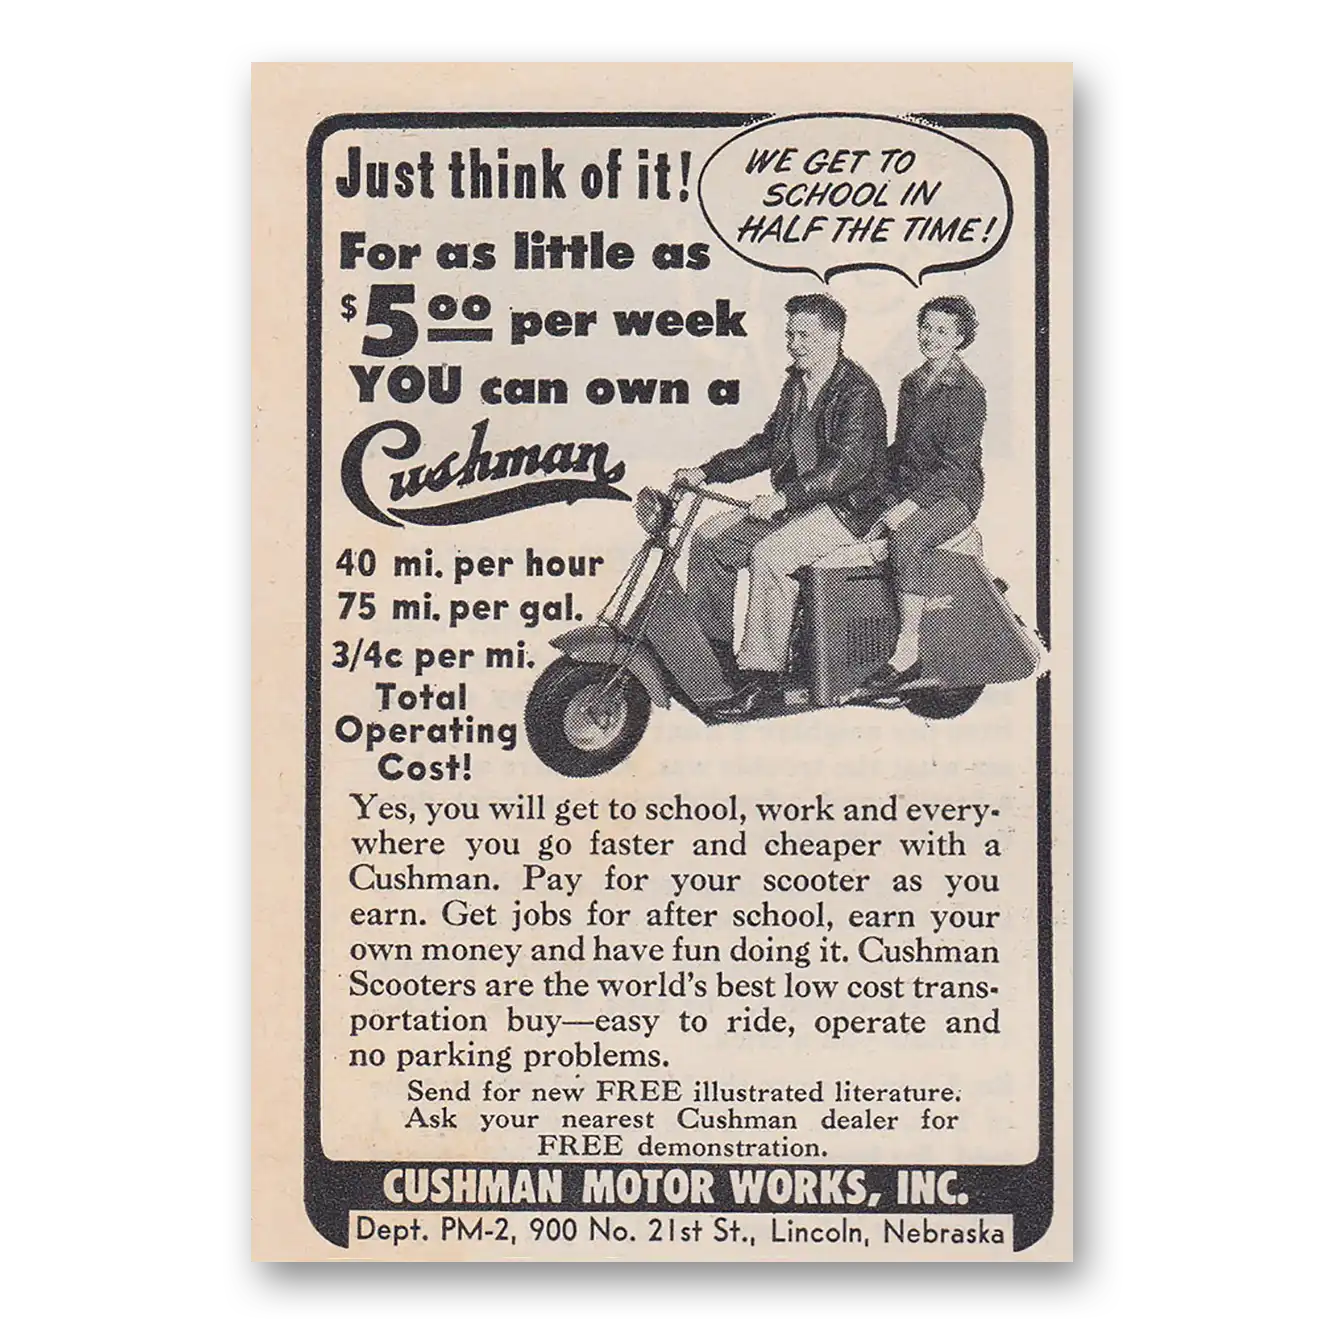 Just think of it!
WE GET TO
SCHOOL IN
HALF THE TIME!
For as little as
$5.00 per week
YOU can own a
Cushman
40 mi. per hour
75 mi. per gal.
3/4c per mi.
Total
Operating
Cost!
Yes, you will get to school, work and every-
where you go faster and cheaper with a
Cushman. Pay for your scooter as you
earn. Get jobs for after school, earn your
own money and have fun doing it. Cushman
Scooters are the world's best low cost trans-
portation buy—easy to ride, operate and
no parking problems.
Send for new FREE illustrated literature.
Ask your nearest Cushman dealer for
FREE demonstration.
CUSHMAN MOTOR WORKS, INC.
Dept. PM-2, 900 No. 21st St., Lincoln, Nebraska